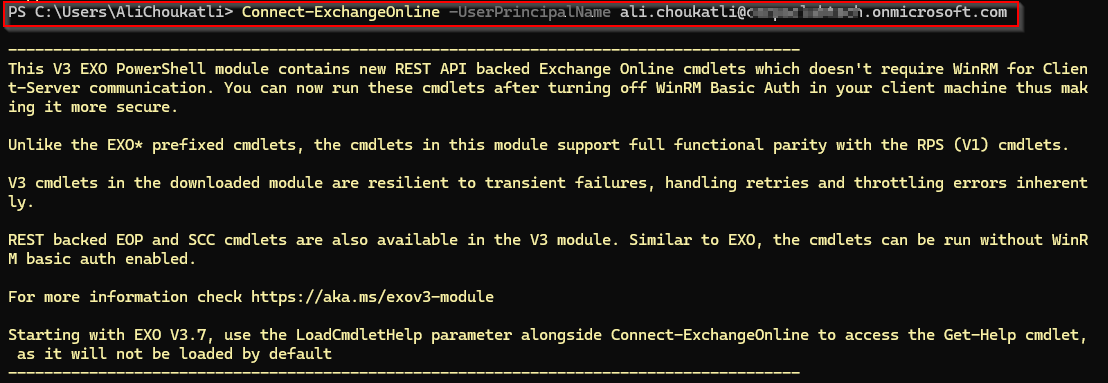 PS C:\Users\AliChoukatli> Connect-ExchangeOnline -UserPrincipalName ali.choukatli@ h.onmicrosoft.com
----------------------------------------------------------------------------------------
This V3 EXO PowerShell module contains new REST API backed Exchange Online cmdlets which doesn't require WinRM for Clien
t-Server communication. You can now run these cmdlets after turning off WinRM Basic Auth in your client machine thus mak
ing it more secure.
Unlike the EXO* prefixed cmdlets, the cmdlets in this module support full functional parity with the RPS (V1) cmdlets.
V3 cmdlets in the downloaded module are resilient to transient failures, handling retries and throttling errors inherent
ly.
REST backed EOP and SCC cmdlets are also available in the V3 module. Similar to EXO, the cmdlets can be run without WinR
M basic auth enabled.
For more information check https://aka.ms/exov3-module
Starting with EXO V3.7, use the LoadCmdletHelp parameter alongside Connect-ExchangeOnline to access the Get-Help cmdlet,
 as it will not be loaded by default
----------------------------------------------------------------------------------------